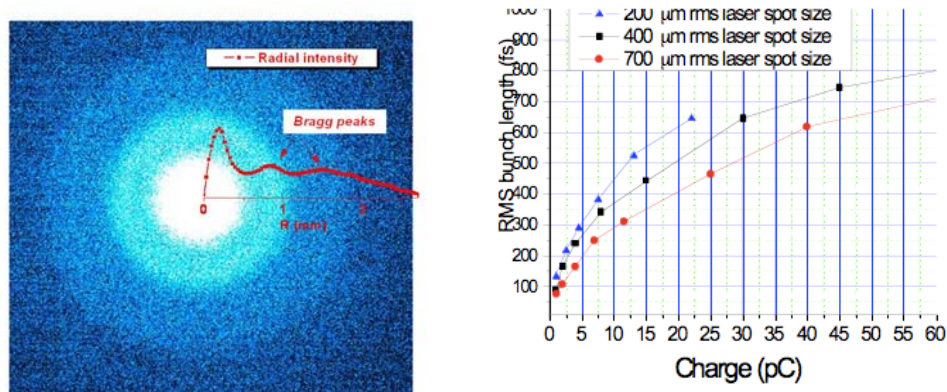 Radial intensity
Bragg peaks
0
1
R [mm]
200 μm rms laser spot size
400 μm rms laser spot size
700 μm rms laser spot size
RMS bunch length (fs)
1000
900
800
700
600
500
400
300
200
100
0 5 10 15 20 25 30 35 40 45 50 55 60
Charge (pC)